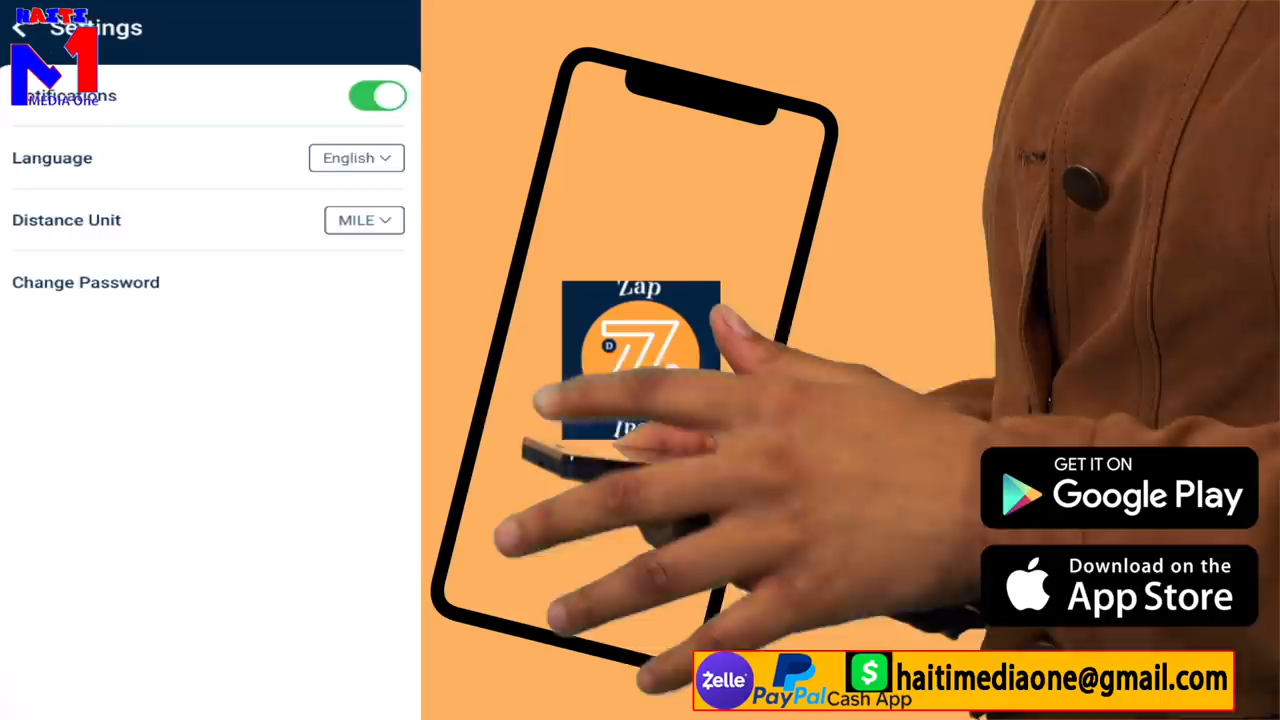 HAITI
MEDIA One
Settings
Notifications
Language
English
Distance Unit
MILE
Change Password
Zap
D
GET IT ON
Google Play
Download on the
App Store
Zelle
PayPal
Cash App
haitimediaone@gmail.com